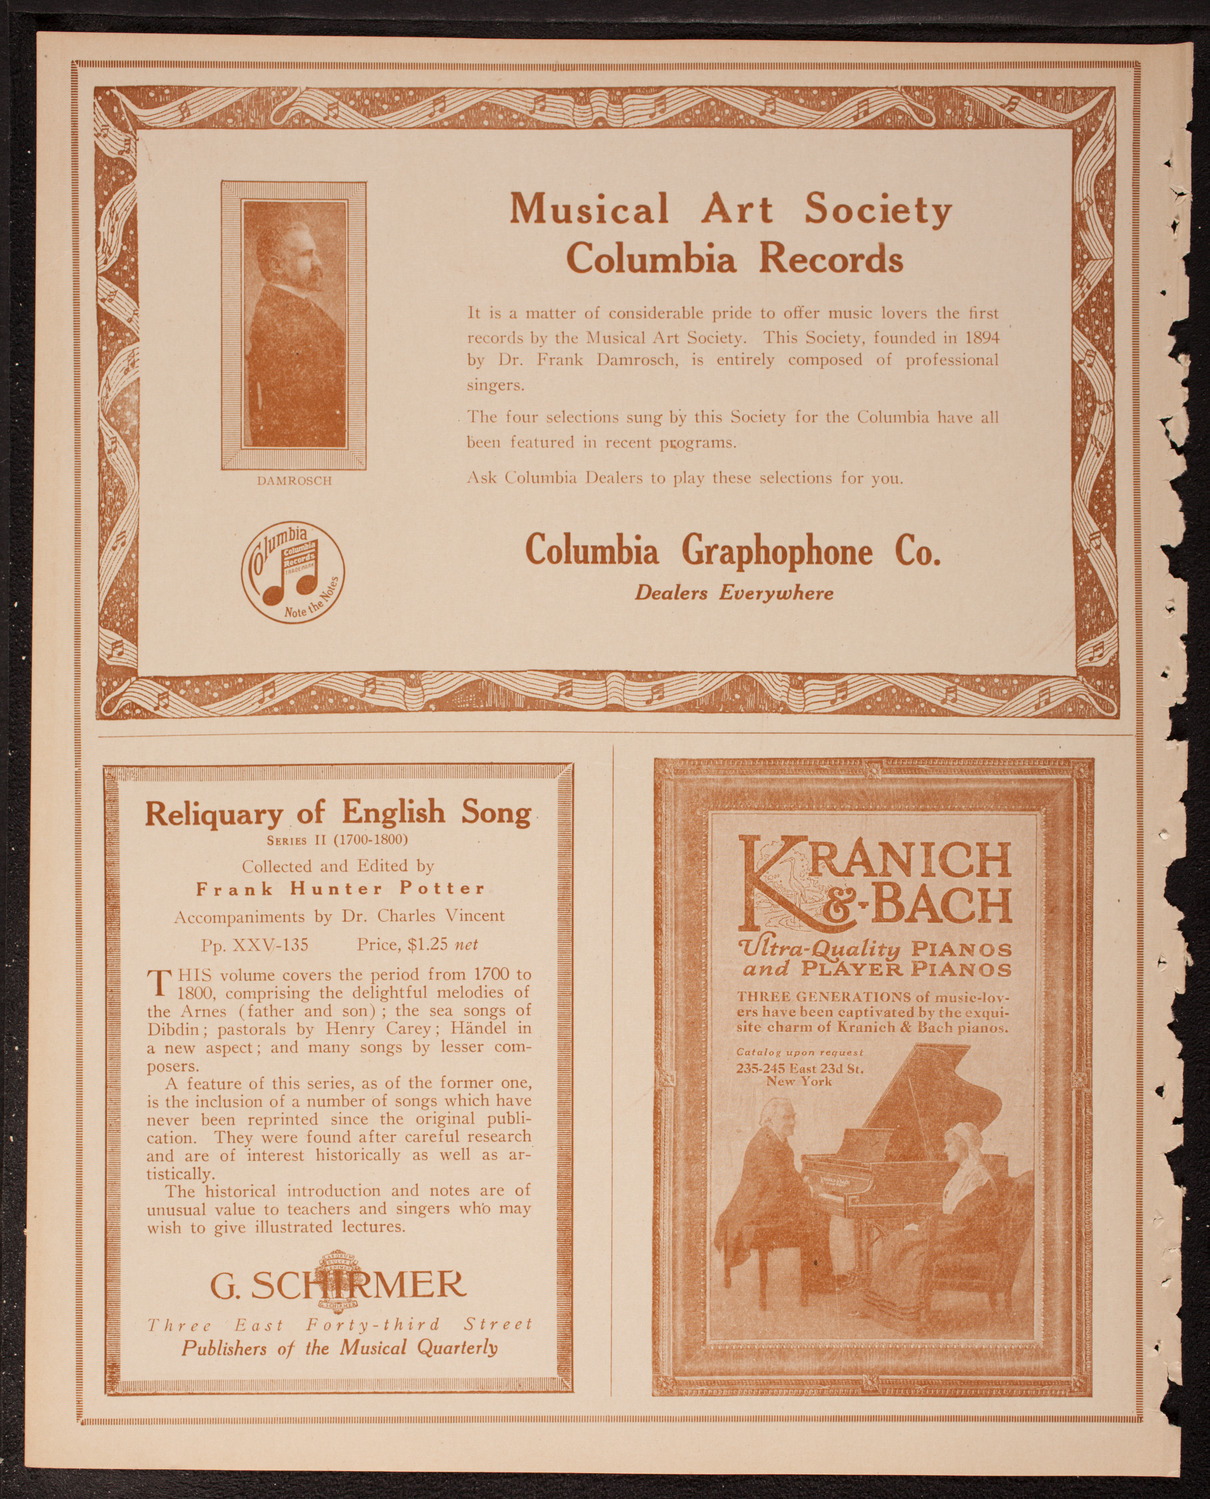 Musical Art Society
Columbia Records
It is a matter of considerable pride to offer music lovers the first
records by the Musical Art Society. This Society, founded in 1894
by Dr. Frank Damrosch, is entirely composed of professional
singers.
The four selections sung by this Society for the Columbia have all
been featured in recent programs.
Ask Columbia Dealers to play these selections for you.
DAMROSCH
Columbia
Columbia
Records
TRADE MARK
Note the Notes
Columbia Graphophone Co.
Dealers Everywhere
Reliquary of English Song
SERIES II (1700-1800)
Collected and Edited by
Frank Hunter Potter
Accompaniments by Dr. Charles Vincent
Pp. XXV-135 Price, $1.25 net
THIS volume covers the period from 1700 to
1800, comprising the delightful melodies of
the Arnes (father and son); the sea songs of
Dibdin; pastorals by Henry Carey; Händel in
a new aspect; and many songs by lesser com-
posers.
A feature of this series, as of the former one,
is the inclusion of a number of songs which have
never been reprinted since the original publi-
cation. They were found after careful research
and are of interest historically as well as ar-
tistically.
The historical introduction and notes are of
unusual value to teachers and singers who may
wish to give illustrated lectures.
G. SCHIRMER
Three East Forty-third Street
Publishers of the Musical Quarterly
KRANICH
&-BACH
Ultra-Quality PIANOS
and PLAYER PIANOS
THREE GENERATIONS of music-lov-
ers have been captivated by the exqui-
site charm of Kranich & Bach pianos.
Catalog upon request
235-245 East 23d St.
New York